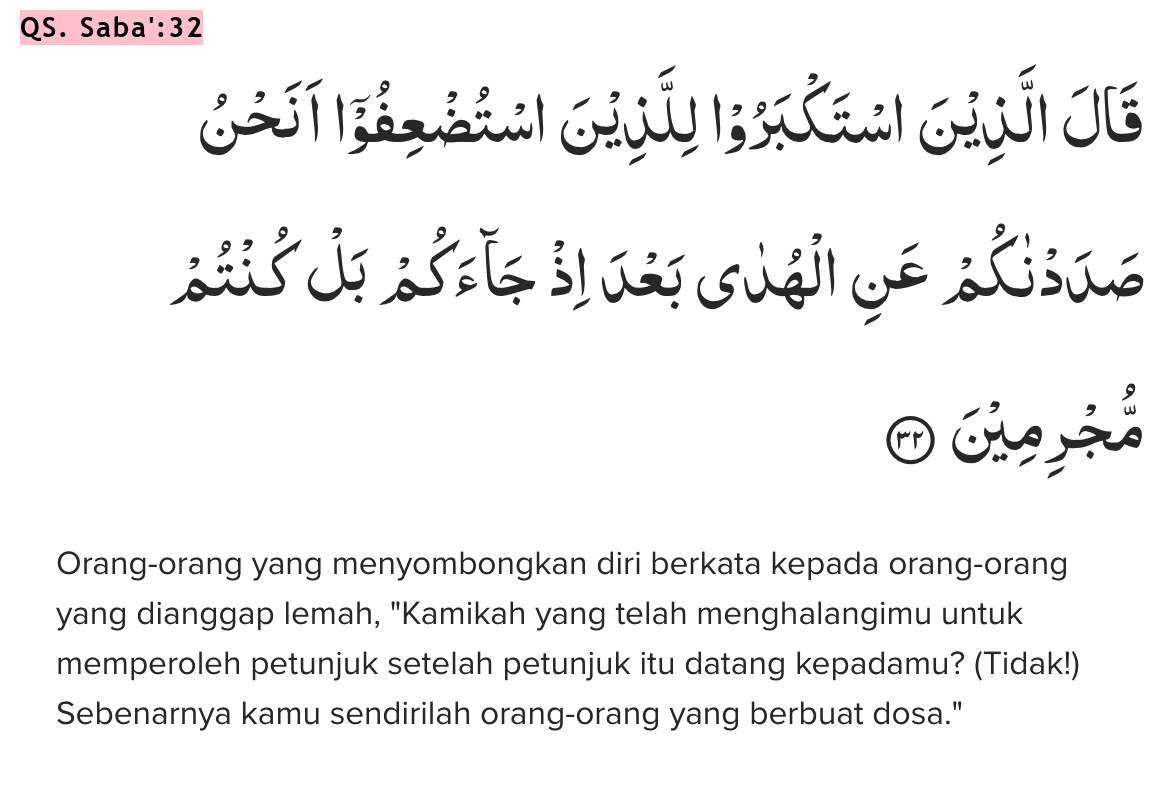 QS. Saba':32
قَالَ الَّذِيْنَ اسْتَكْبَرُوْا لِلَّذِيْنَ اسْتُضْعِفُوْٓا اَنَحْنُ
صَدَدْنٰكُمْ عَنِ الْهُدٰى بَعْدَ اِذْ جَاۤءَكُمْ بَلْ كُنْتُمْ
مُّجْرِمِيْنَ ٣٢
Orang-orang yang menyombongkan diri berkata kepada orang-orang
yang dianggap lemah, "Kamikah yang telah menghalangimu untuk
memperoleh petunjuk setelah petunjuk itu datang kepadamu? (Tidak!)
Sebenarnya kamu sendirilah orang-orang yang berbuat dosa."